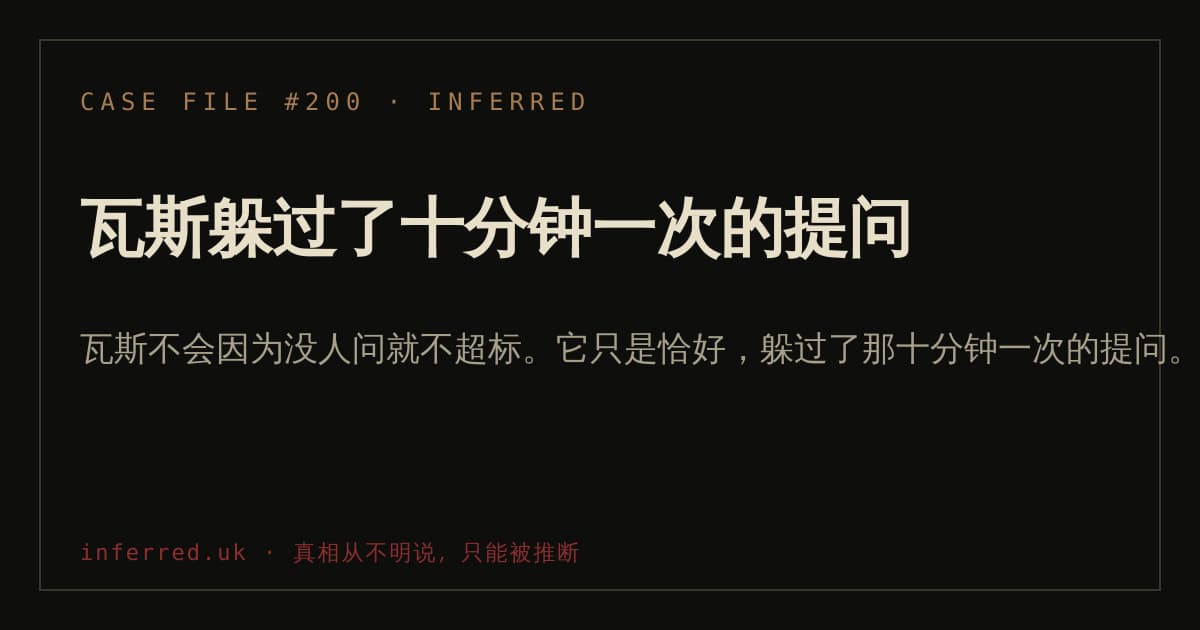 CASE FILE #200 · INFERRED
瓦斯躲过了十分钟一次的提问
瓦斯不会因为没人问就不超标。它只是恰好，躲过了那十分钟一次的提问。
inferred.uk · 真相从不明说，只能被推断